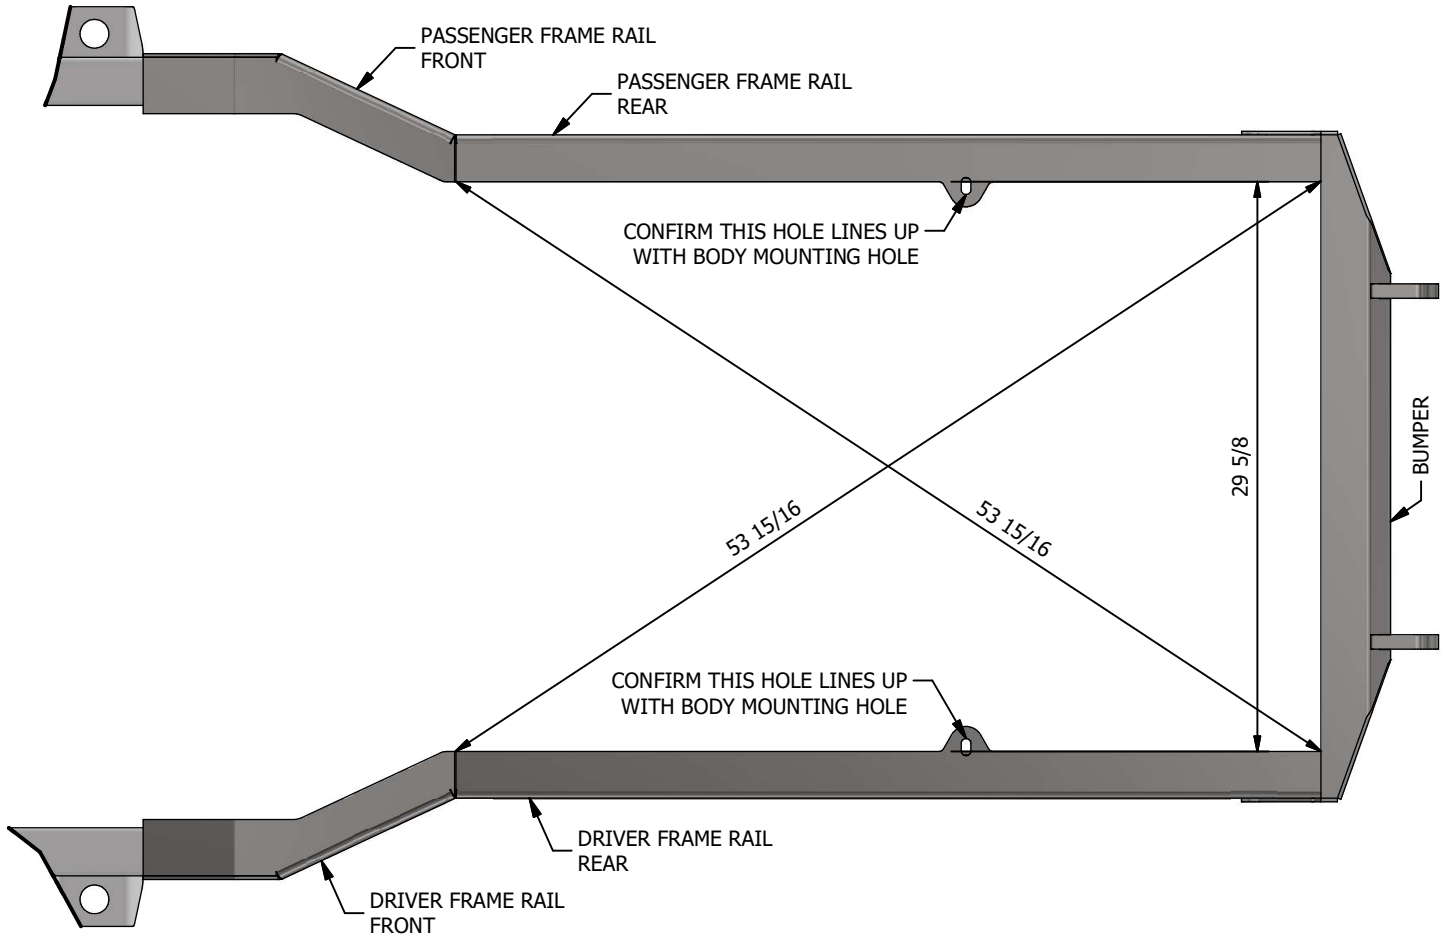 PASSENGER FRAME RAIL
FRONT
PASSENGER FRAME RAIL
REAR
CONFIRM THIS HOLE LINES UP
WITH BODY MOUNTING HOLE
29 5/8
BUMPER
53 15/16
53 15/16
CONFIRM THIS HOLE LINES UP
WITH BODY MOUNTING HOLE
DRIVER FRAME RAIL
REAR
DRIVER FRAME RAIL
FRONT